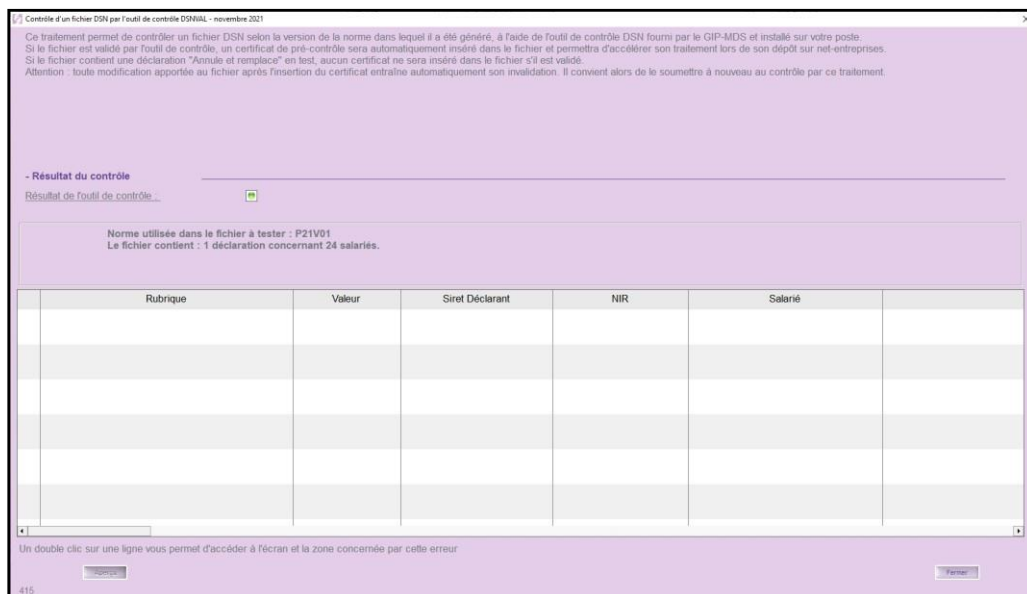 Contrôle d'un fichier DSN par l'outil de contrôle DSNVAL - novembre 2021
Ce traitement permet de contrôler un fichier DSN selon la version de la norme dans lequel il a été généré, à l'aide de l'outil de contrôle DSN fourni par le GIP-MDS et installé sur votre poste.
Si le fichier est validé par l'outil de contrôle, un certificat de pré-contrôle sera automatiquement inséré dans le fichier et permettra d'accélérer son traitement lors de son dépôt sur net-entreprises.
Si le fichier contient une déclaration "Annule et remplace" en test, aucun certificat ne sera inséré dans le fichier s'il est validé.
Attention : toute modification apportée au fichier après l'insertion du certificat entraîne automatiquement son invalidation. Il convient alors de le soumettre à nouveau au contrôle par ce traitement.
- Résultat du contrôle
Résultat de l'outil de contrôle :
Norme utilisée dans le fichier à tester : P21V01
Le fichier contient : 1 déclaration concernant 24 salariés.
Rubrique Valeur Siret Déclarant NIR Salarié
Un double clic sur une ligne vous permet d'accéder à l'écran et la zone concernée par cette erreur
Fermer
415